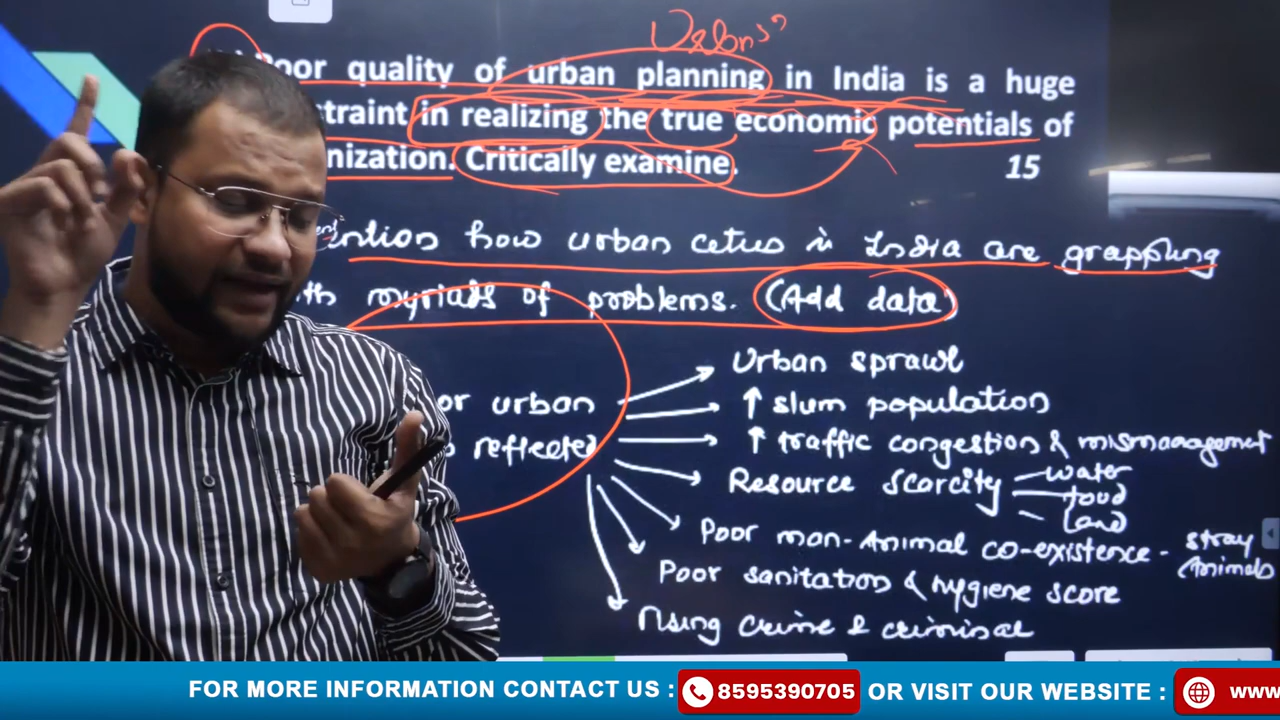 Urbns"
Poor quality of urban planning in India is a huge
straint in realizing the true economic potentials of
nization. Critically examine.
15
ntion how urban ceties in India are grappling
th myriads of problems. (Add data)
Urban sprawl
or urban
↑ slum population
reflected
↑ traffic congestion & mismanagement
Resource Scarcity
water
food
Land
Poor man-Animal co-existence - stray
Animals
Poor sanitation & hygiene score
Rising crime & criminal
FOR MORE INFORMATION CONTACT US : 8595390705 OR VISIT OUR WEBSITE : www